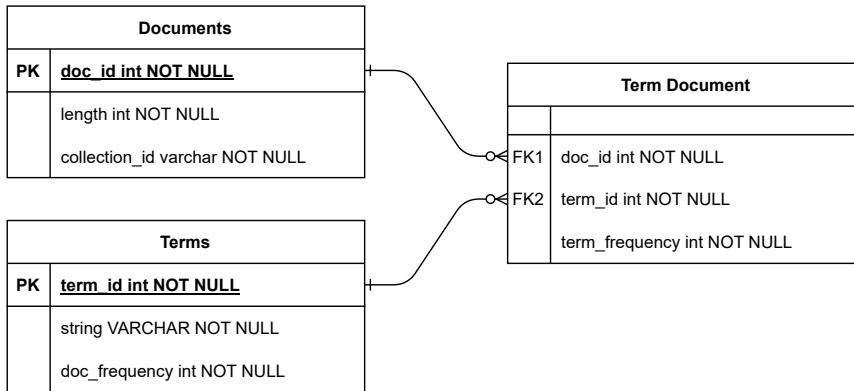 Documents
PK doc_id int NOT NULL
length int NOT NULL
collection_id varchar NOT NULL
Terms
PK term_id int NOT NULL
string VARCHAR NOT NULL
doc_frequency int NOT NULL
Term Document
FK1 doc_id int NOT NULL
FK2 term_id int NOT NULL
term_frequency int NOT NULL